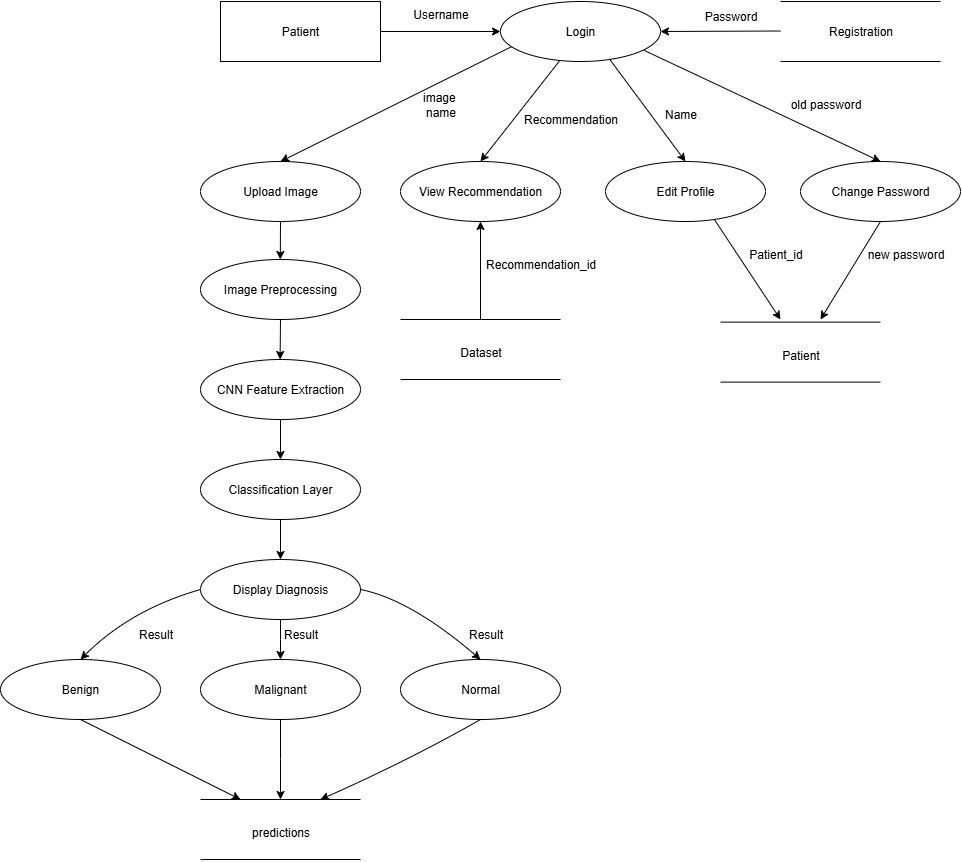 Patient
Username
Login
Password
Registration
image
name
Recommendation
Name
old password
Upload Image
View Recommendation
Edit Profile
Change Password
Recommendation_id
Patient_id
new password
Image Preprocessing
Dataset
Patient
CNN Feature Extraction
Classification Layer
Display Diagnosis
Result
Result
Result
Benign
Malignant
Normal
predictions